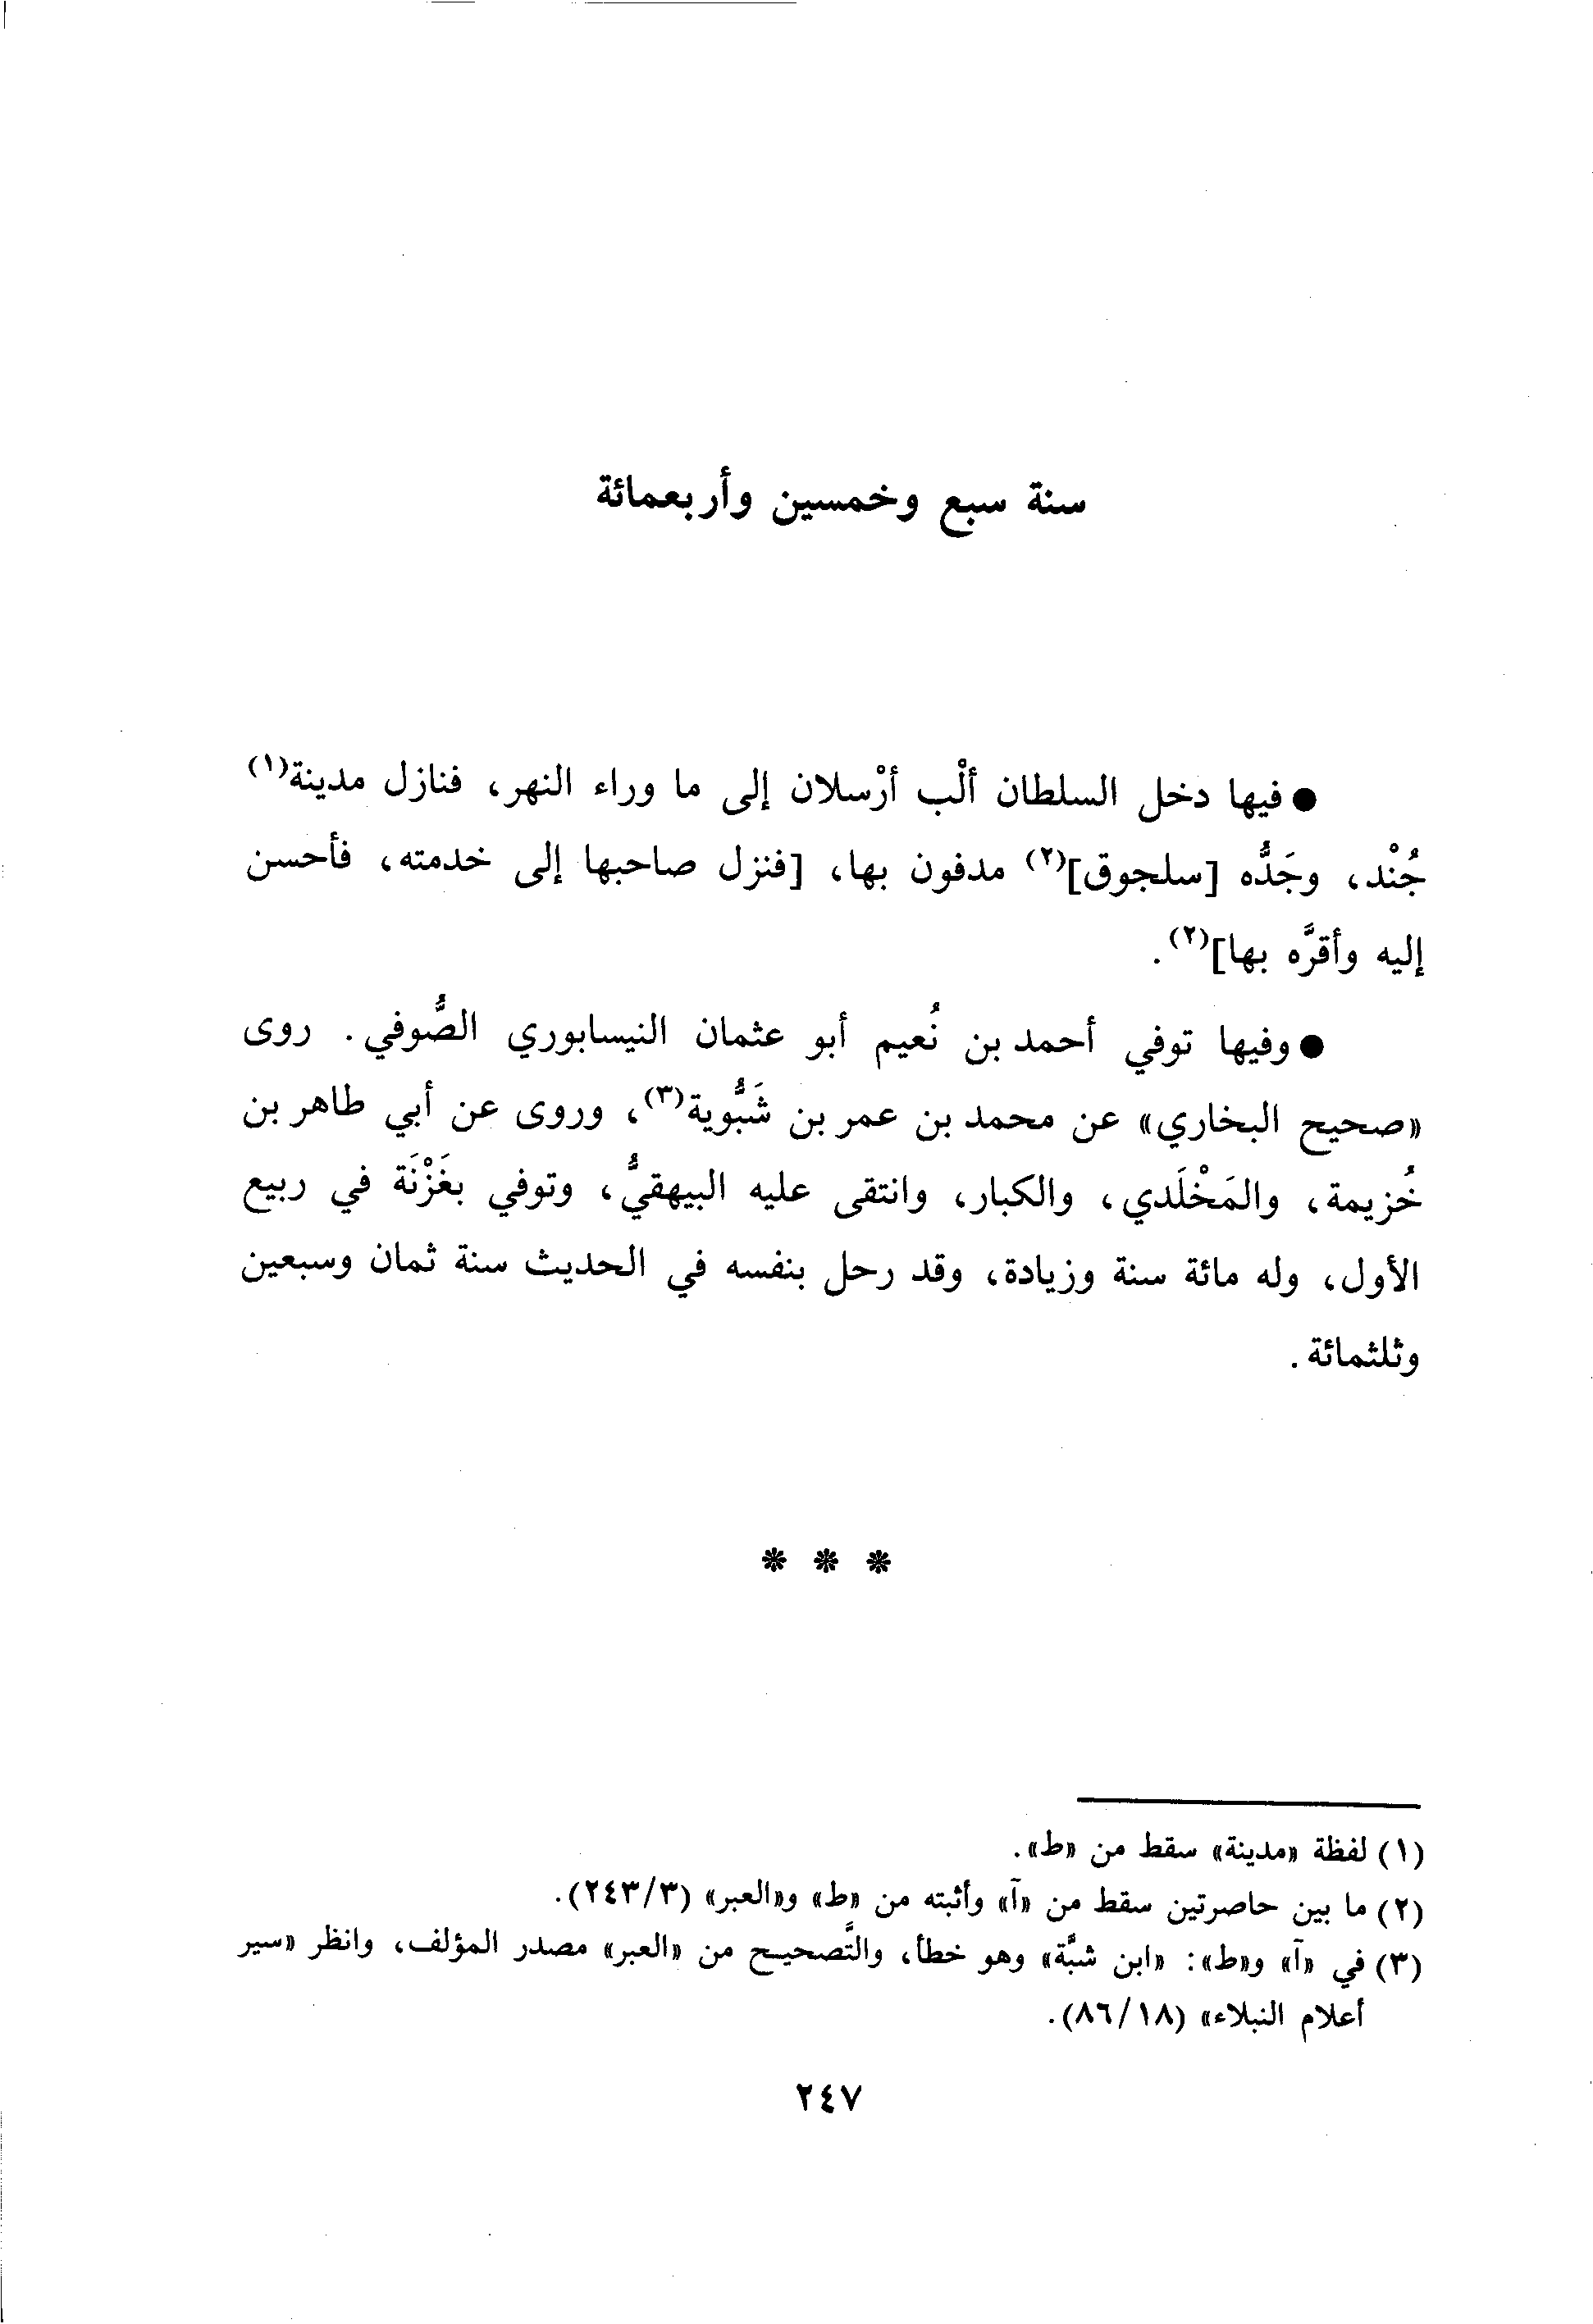 سنة سبع وخمسين وأربعمائة
● فيها دخل السلطان ألْب أرْسلان إلى ما وراء النهر، فنازل مدينة(١)
جُنْد، وجَدُّه [سلجوق](٢) مدفون بها، [فنزل صاحبها إلى خدمته، فأحسن
إليه وأقرَّه بها](٢).
● وفيها توفي أحمد بن نُعيم أبو عثمان النيسابوري الصُّوفي. روى
«صحيح البخاري» عن محمد بن عمر بن شَبُّوية(٣)، وروى عن أبي طاهر بن
خُزيمة، والمَخْلَدي، والكبار، وانتقى عليه البيهقيُّ، وتوفي بغَزْنَة في ربيع
الأول، وله مائة سنة وزيادة، وقد رحل بنفسه في الحديث سنة ثمان وسبعين
وثلثمائة.
* * *
(١) لفظة «مدينة» سقط من «ط».
(٢) ما بين حاصرتين سقط من «آ» وأثبته من «ط» و«العبر» (٢٤٣/٣).
(٣) في «آ» و«ط»: «ابن شبَّة» وهو خطأ، والتَّصحيح من «العبر» مصدر المؤلف، وانظر «سير
أعلام النبلاء» (٨٦/١٨).
٢٤٧